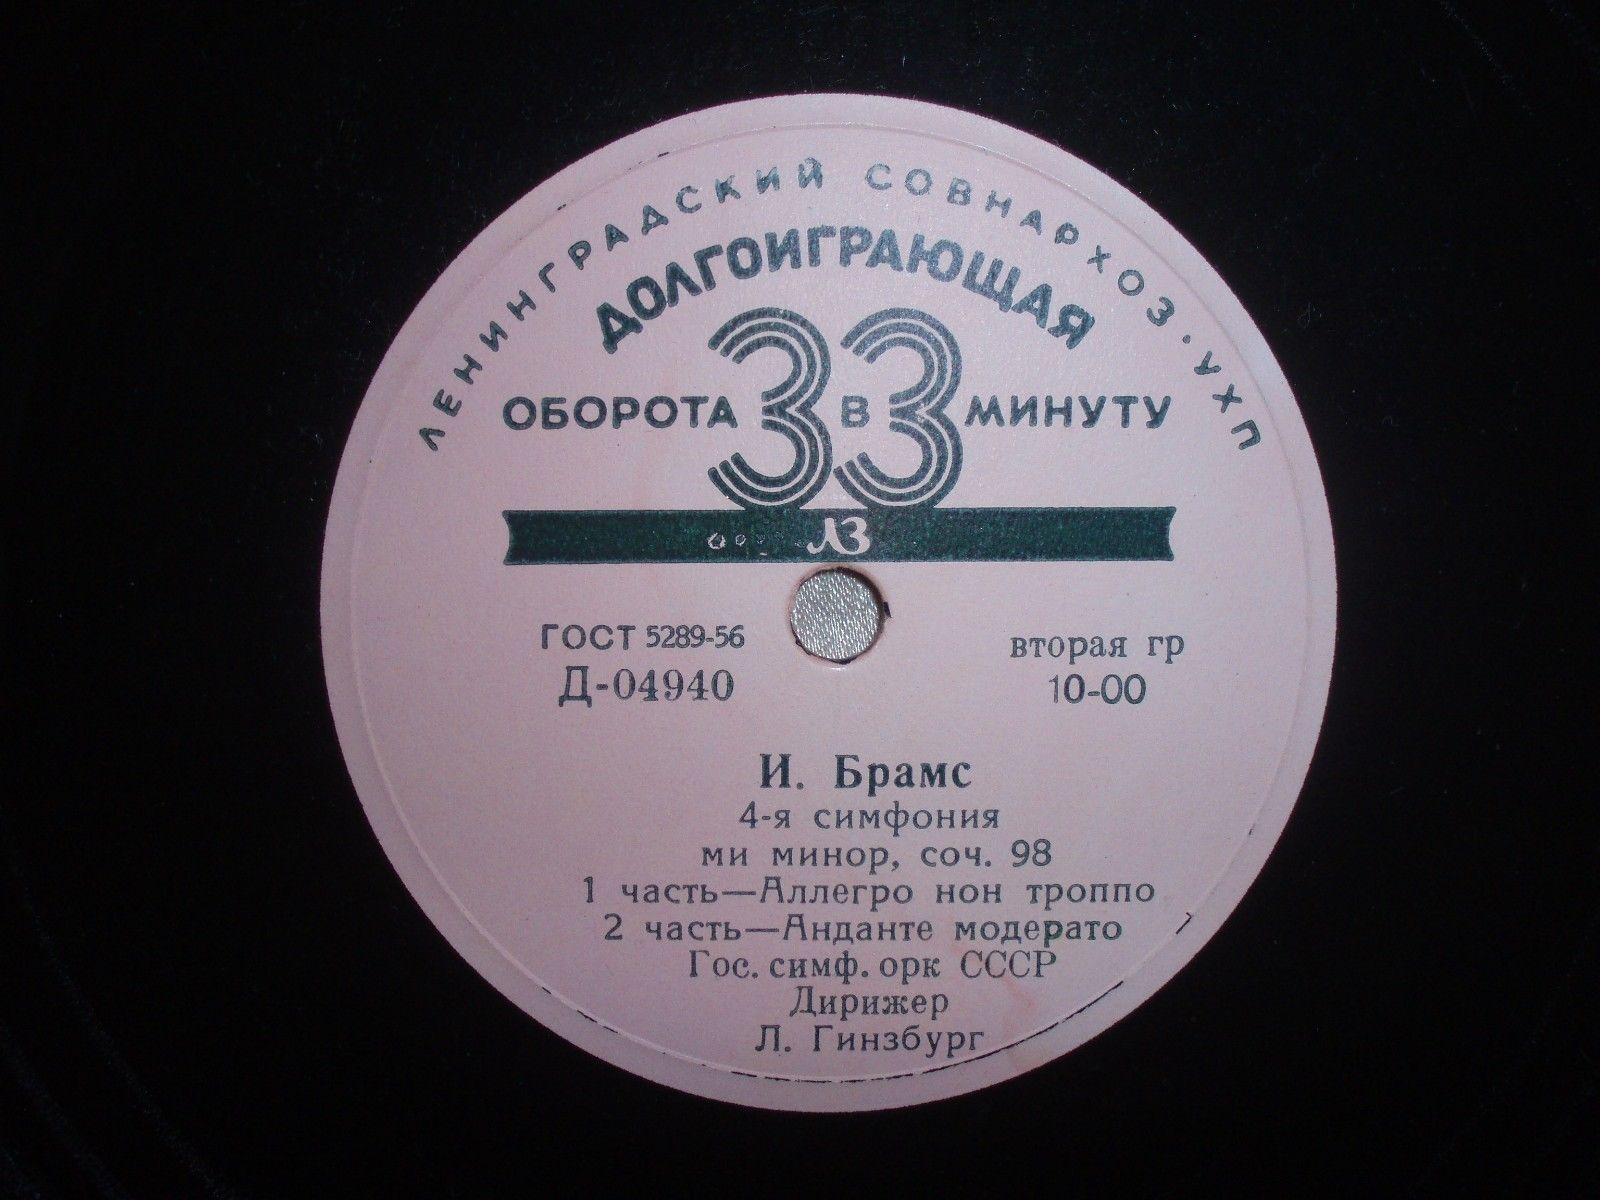 ЛЕНИНГРАДСКИЙ СОВНАРХОЗ · УХП
ДОЛГОИГРАЮЩАЯ
33
ОБОРОТА В МИНУТУ
ЛЗ
ГОСТ 5289-56
Д-04940
вторая гр
10-00
И. Брамс
4-я симфония
ми минор, соч. 98
1 часть—Аллегро нон троппо
2 часть—Анданте модерато
Гос. симф. орк СССР
Дирижер
Л. Гинзбург